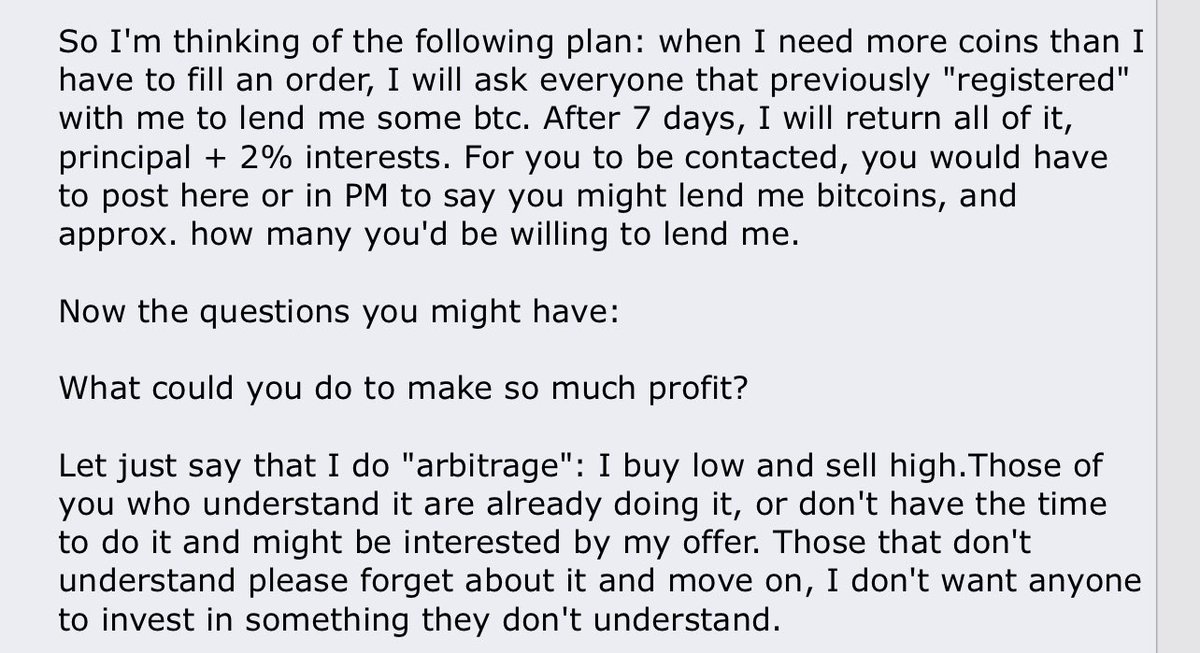 So I'm thinking of the following plan: when I need more coins than I
have to fill an order, I will ask everyone that previously "registered"
with me to lend me some btc. After 7 days, I will return all of it,
principal + 2% interests. For you to be contacted, you would have
to post here or in PM to say you might lend me bitcoins, and
approx. how many you'd be willing to lend me.
Now the questions you might have:
What could you do to make so much profit?
Let just say that I do "arbitrage": I buy low and sell high.Those of
you who understand it are already doing it, or don't have the time
to do it and might be interested by my offer. Those that don't
understand please forget about it and move on, I don't want anyone
to invest in something they don't understand.